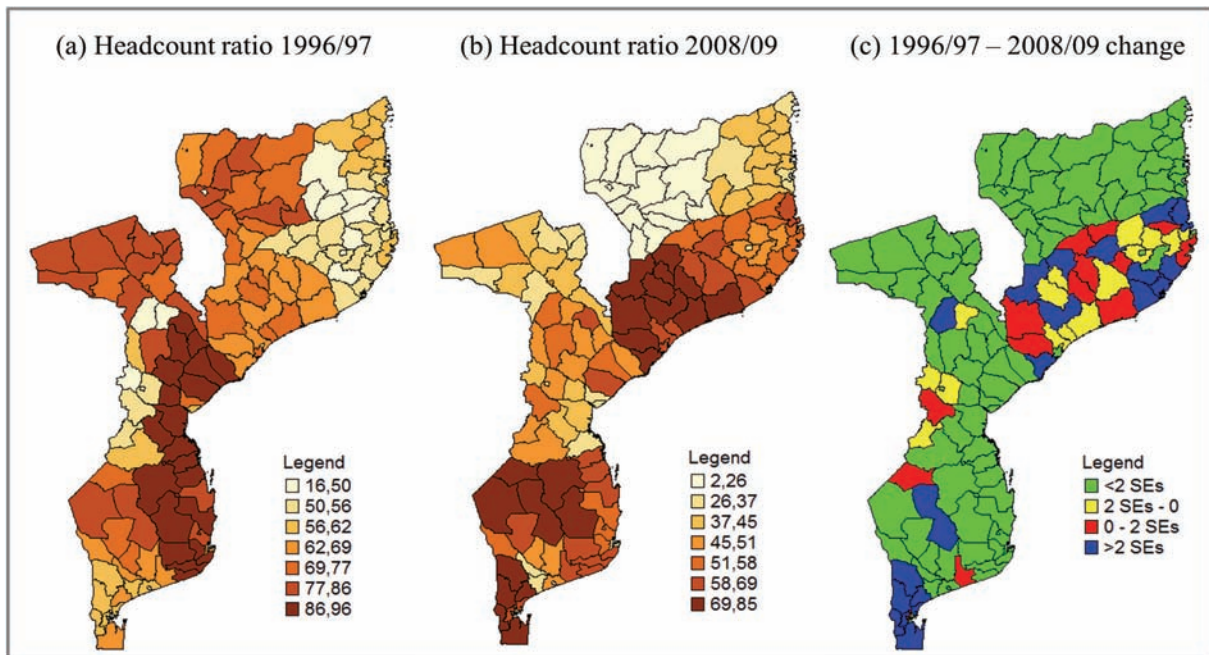 (a) Headcount ratio 1996/97
(b) Headcount ratio 2008/09
(c) 1996/97 – 2008/09 change
Legend
16,50
50,56
56,62
62,69
69,77
77,86
86,96
Legend
2,26
26,37
37,45
45,51
51,58
58,69
69,85
Legend
<2 SEs
2 SEs - 0
0 - 2 SEs
>2 SEs